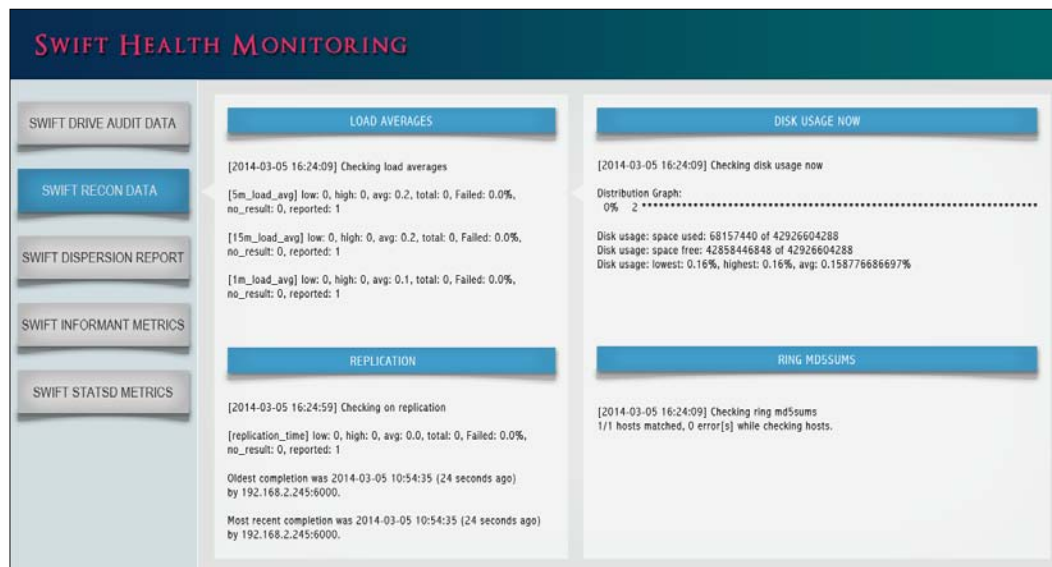 SWIFT HEALTH MONITORING
SWIFT DRIVE AUDIT DATA
SWIFT RECON DATA
SWIFT DISPERSION REPORT
SWIFT INFORMANT METRICS
SWIFT STATSD METRICS
LOAD AVERAGES
[2014-03-05 16:24:09] Checking load averages
[5m_load_avg] low: 0, high: 0, avg: 0.2, total: 0, Failed: 0.0%,
no_result: 0, reported: 1
[15m_load_avg] low: 0, high: 0, avg: 0.2, total: 0, Failed: 0.0%,
no_result: 0, reported: 1
[1m_load_avg] low: 0, high: 0, avg: 0.1, total: 0, Failed: 0.0%,
no_result: 0, reported: 1
DISK USAGE NOW
[2014-03-05 16:24:09] Checking disk usage now
Distribution Graph:
0% 2 *********************************************************************
Disk usage: space used: 68157440 of 42926604288
Disk usage: space free: 42858446848 of 42926604288
Disk usage: lowest: 0.16%, highest: 0.16%, avg: 0.158776686697%
REPLICATION
[2014-03-05 16:24:59] Checking on replication
[replication_time] low: 0, high: 0, avg: 0.0, total: 0, Failed: 0.0%,
no_result: 0, reported: 1
Oldest completion was 2014-03-05 10:54:35 (24 seconds ago)
by 192.168.2.245:6000.
Most recent completion was 2014-03-05 10:54:35 (24 seconds ago)
by 192.168.2.245:6000.
RING MD5SUMS
[2014-03-05 16:24:09] Checking ring md5sums
1/1 hosts matched, 0 error[s] while checking hosts.